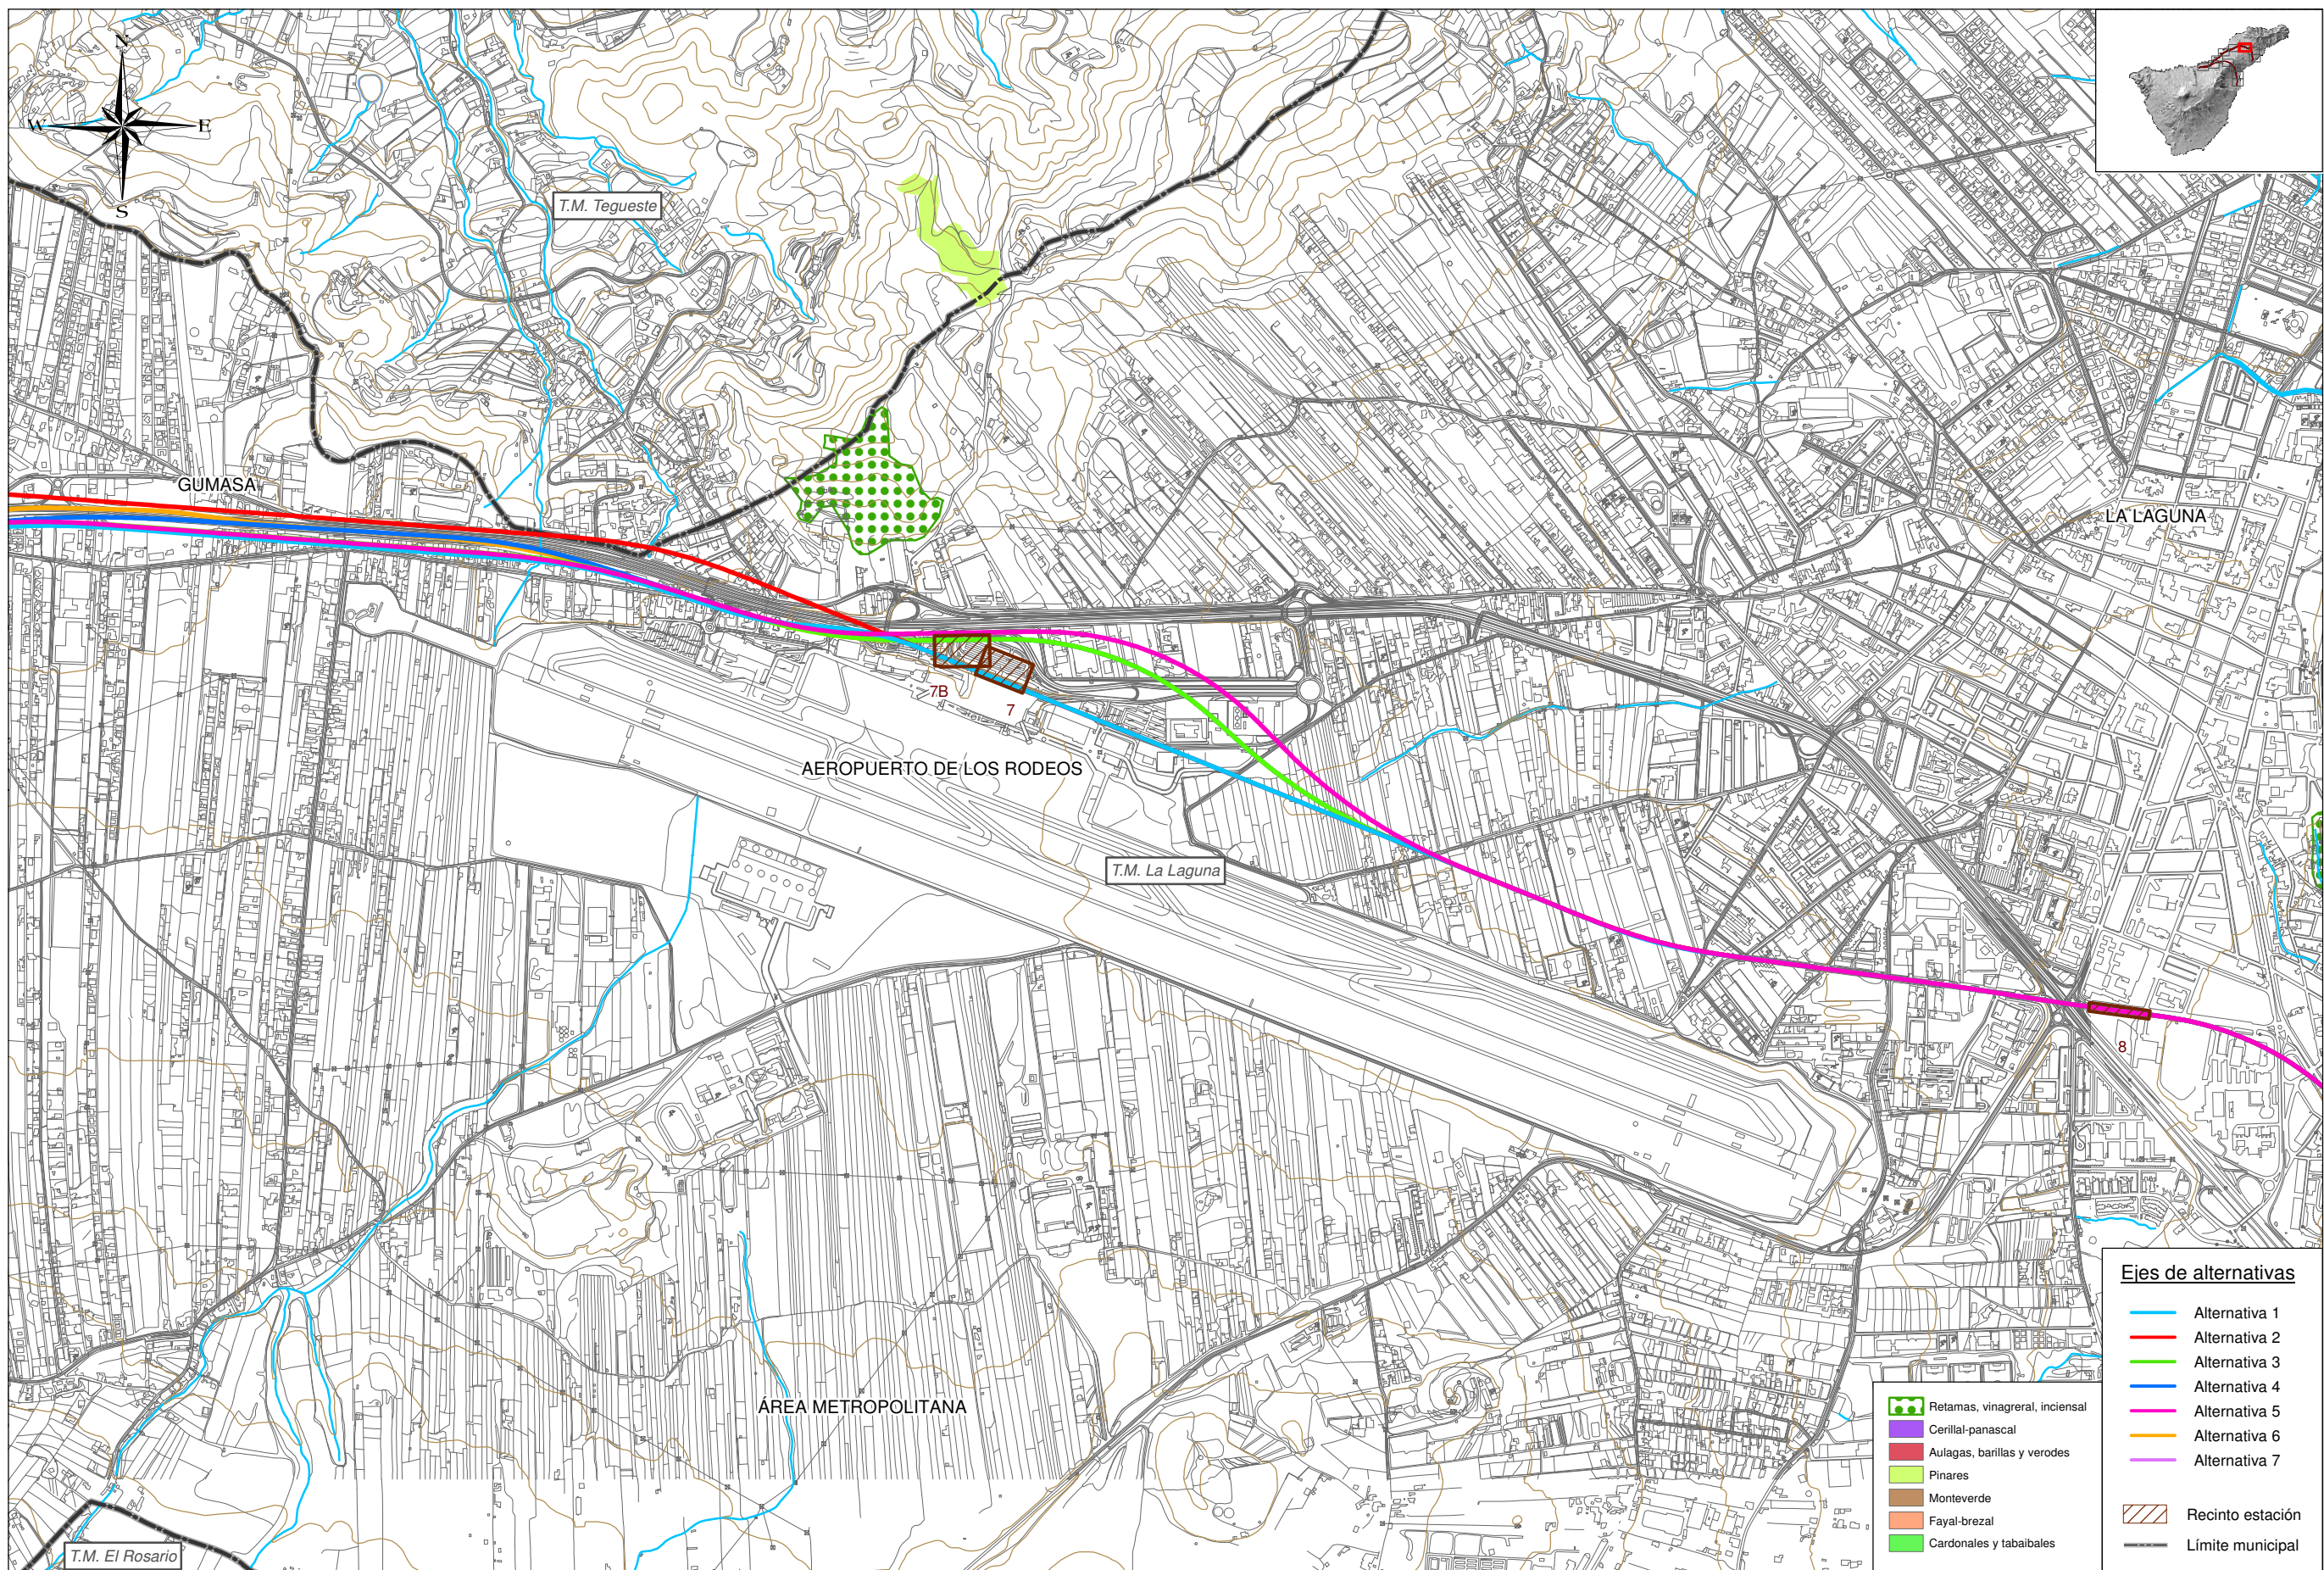 N
W
E
S
T.M. Tegueste
GUMASA
LA LAGUNA
7B
7
AEROPUERTO DE LOS RODEOS
T.M. La Laguna
8
ÁREA METROPOLITANA
T.M. El Rosario
Ejes de alternativas
Alternativa 1
Alternativa 2
Alternativa 3
Alternativa 4
Alternativa 5
Alternativa 6
Alternativa 7
Recinto estación
Límite municipal
Retamas, vinagreral, inciensal
Cerillal-panascal
Aulagas, barillas y verodes
Pinares
Monteverde
Fayal-brezal
Cardonales y tabaibales